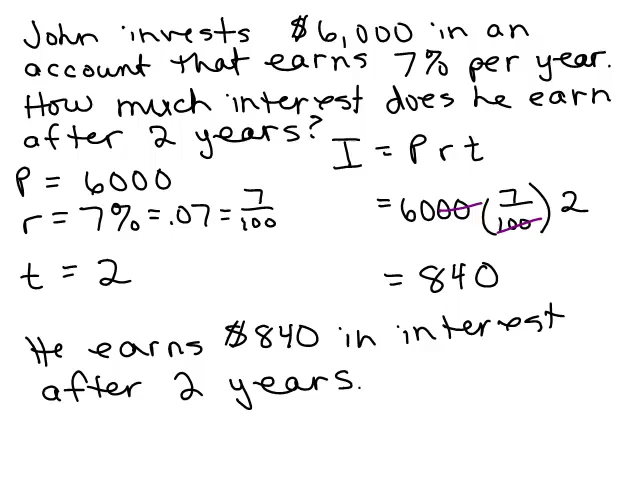 John invests $6,000 in an
account that earns 7% per year.
How much interest does he earn
after 2 years?
I = P r t
P = 6000
r = 7% = .07 = 7/100
= 6000 (7/100) 2
t = 2
= 840
He earns $840 in interest
after 2 years.